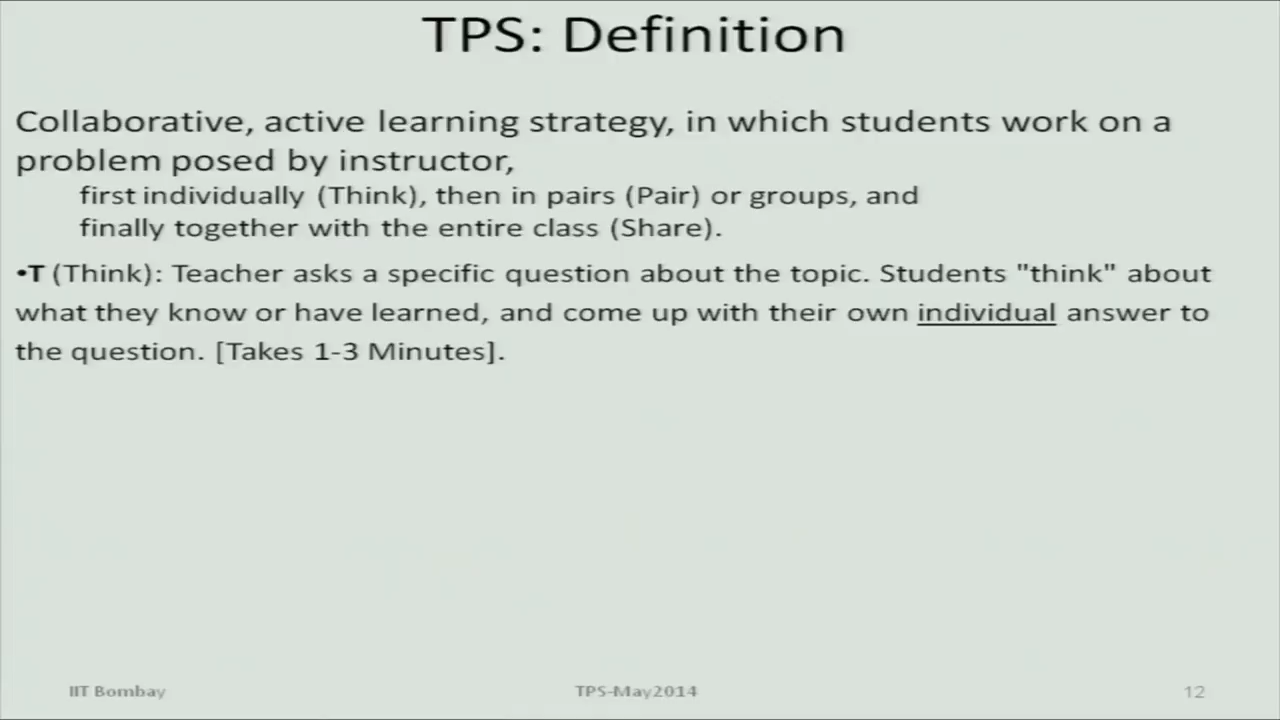 TPS: Definition
Collaborative, active learning strategy, in which students work on a
problem posed by instructor,
first individually (Think), then in pairs (Pair) or groups, and
finally together with the entire class (Share).
•T (Think): Teacher asks a specific question about the topic. Students "think" about
what they know or have learned, and come up with their own individual answer to
the question. [Takes 1-3 Minutes].
IIT Bombay
TPS-May2014
12